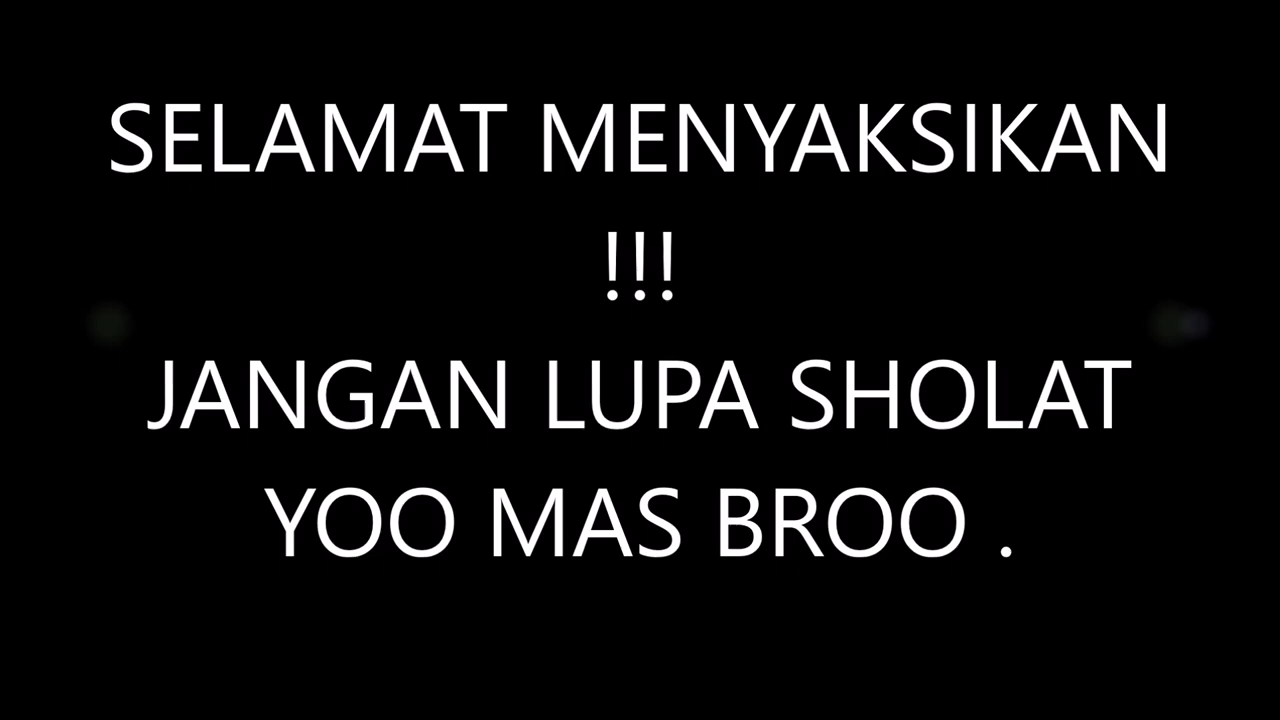 SELAMAT MENYAKSIKAN
!!!
JANGAN LUPA SHOLAT
YOO MAS BROO .